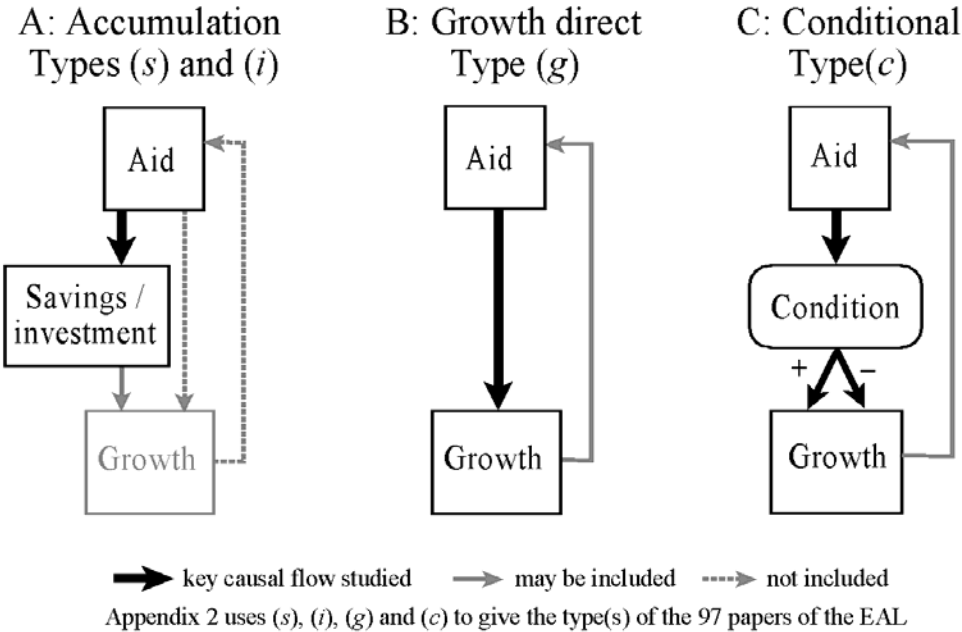 A: Accumulation
Types (s) and (i)
Aid
Savings /
investment
Growth
B: Growth direct
Type (g)
Aid
Growth
C: Conditional
Type(c)
Aid
Condition
+
–
Growth
key causal flow studied
may be included
not included
Appendix 2 uses (s), (i), (g) and (c) to give the type(s) of the 97 papers of the EAL